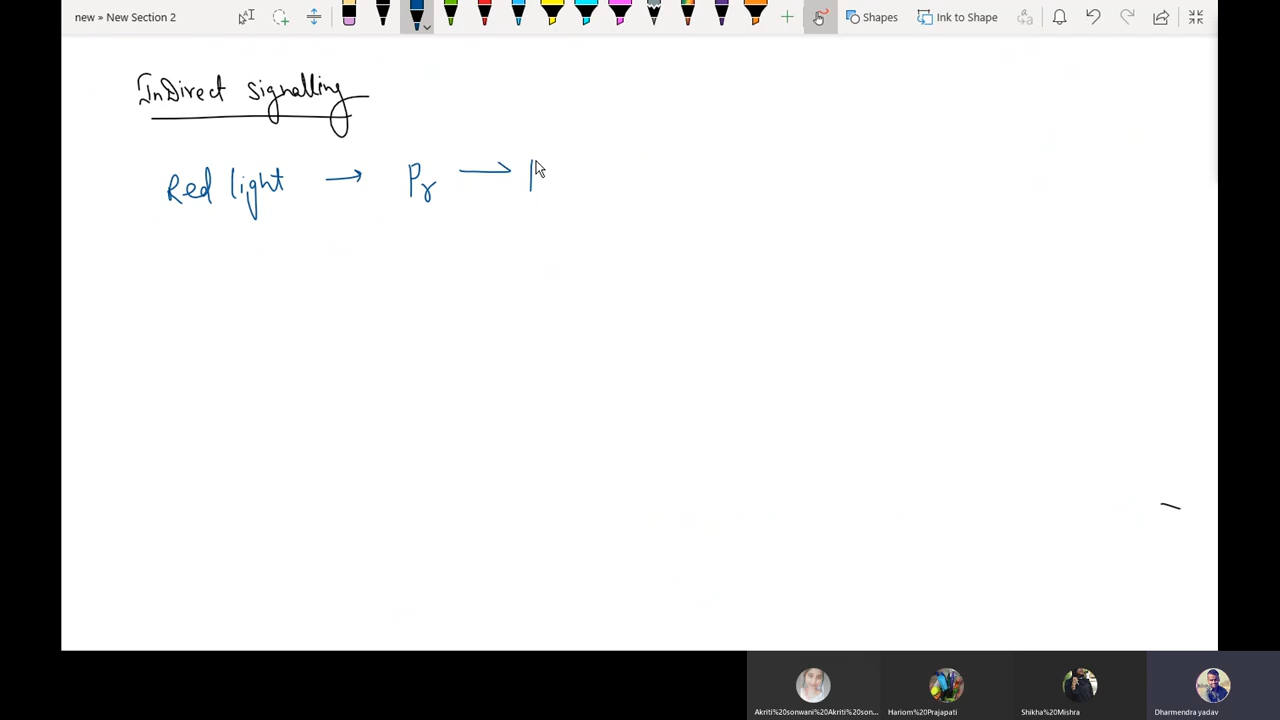 new » New Section 2
Shapes
Ink to Shape
InDirect signalling
Red light → Pr →
Akriti%20sonwani%20Akriti%20son...
Hariom%20Prajapati
Shikha%20Mishra
Dharmendra yadav